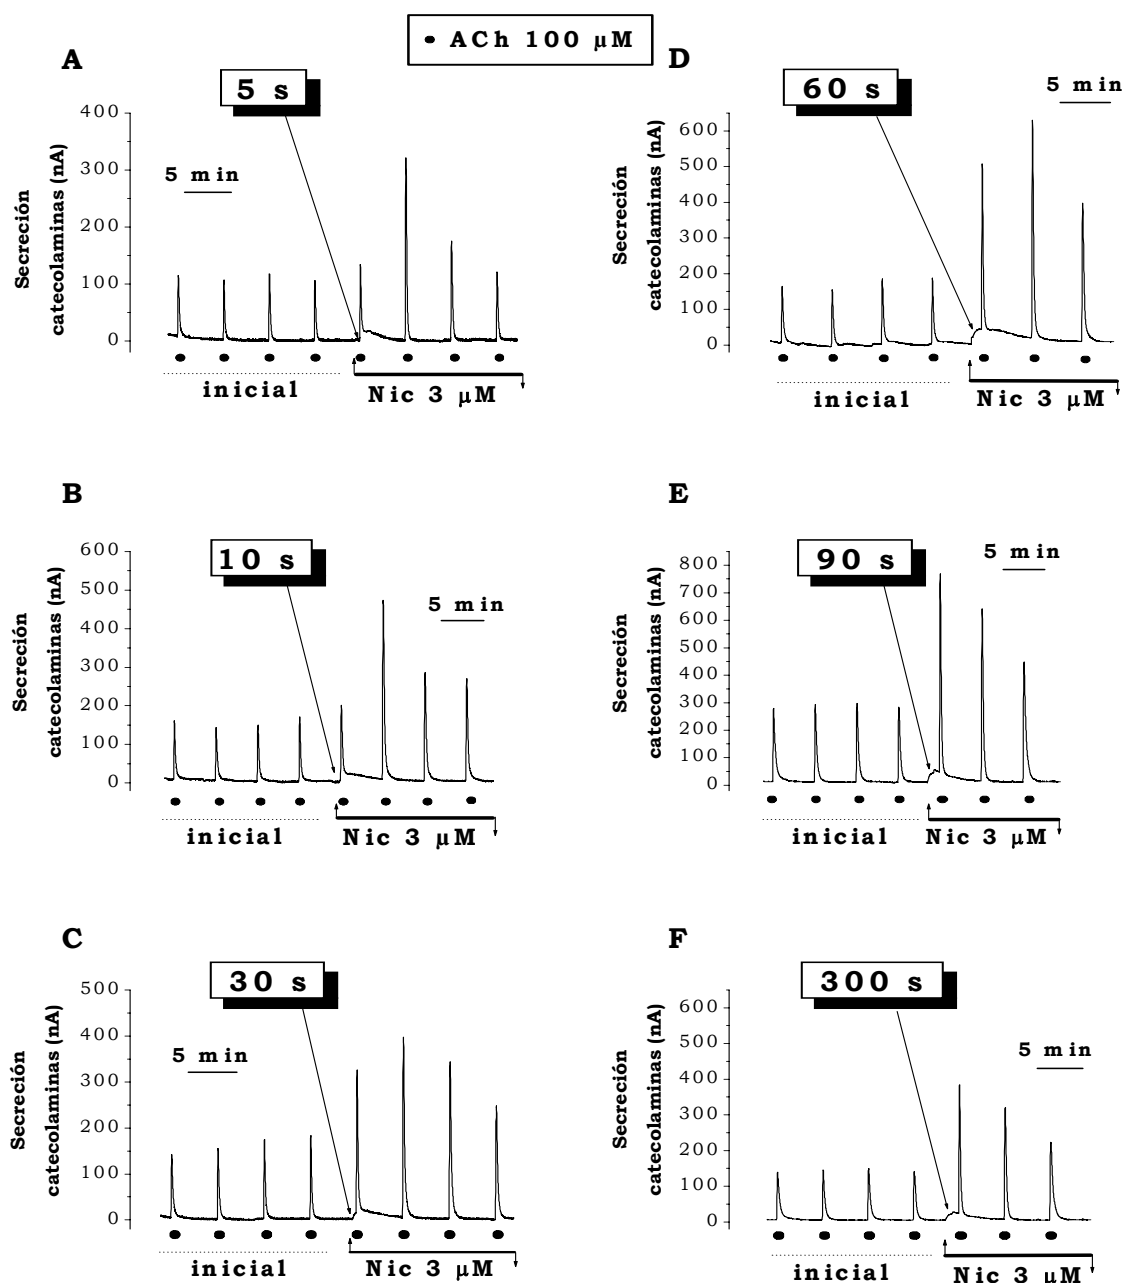 ACh 100 µM
A
5 s
400
300
200
100
0
Secreción
catecolaminas (nA)
5 min
inicial
Nic 3 µM
D
60 s
5 min
600
500
400
300
200
100
0
Secreción
catecolaminas (nA)
inicial
Nic 3 µM
B
10 s
600
500
400
300
200
100
0
Secreción
catecolaminas (nA)
5 min
inicial
Nic 3 µM
E
90 s
5 min
800
700
600
500
400
300
200
100
0
Secreción
catecolaminas (nA)
inicial
Nic 3 µM
C
30 s
500
400
300
200
100
0
Secreción
catecolaminas (nA)
5 min
inicial
Nic 3 µM
F
300 s
600
500
400
300
200
100
0
Secreción
catecolaminas (nA)
5 min
inicial
Nic 3 µM